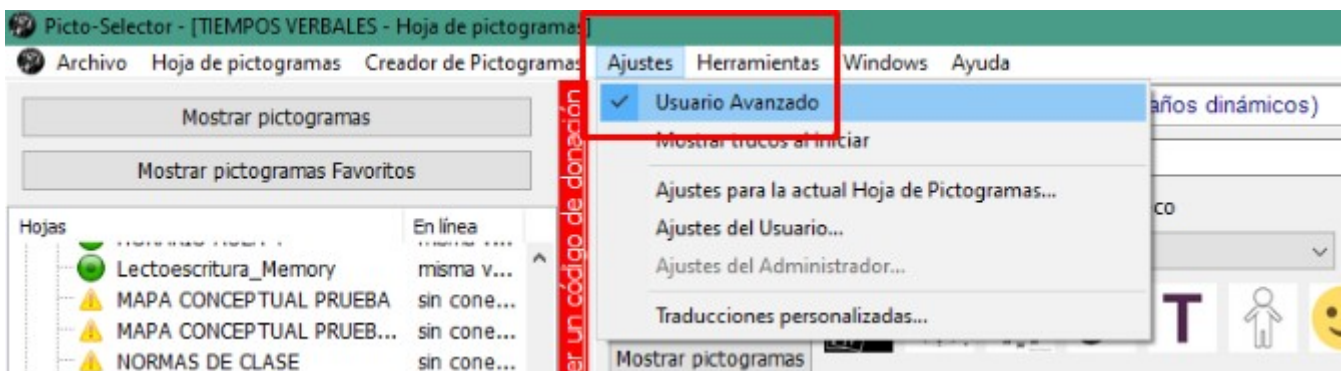 Picto-Selector - [TIEMPOS VERBALES - Hoja de pictogramas]
Archivo Hoja de pictogramas Creador de Pictogramas Ajustes Herramientas Windows Ayuda
Mostrar pictogramas
Mostrar pictogramas Favoritos
Hojas En línea
Lectoescritura_Memory misma v...
MAPA CONCEPTUAL PRUEBA sin cone...
MAPA CONCEPTUAL PRUEB... sin cone...
NORMAS DE CLASE sin cone...
er un código de donación
Usuario Avanzado
Mostrar trucos al iniciar
Ajustes para la actual Hoja de Pictogramas...
Ajustes del Usuario...
Ajustes del Administrador...
Traducciones personalizadas...
años dinámicos)
co
T
Mostrar pictogramas